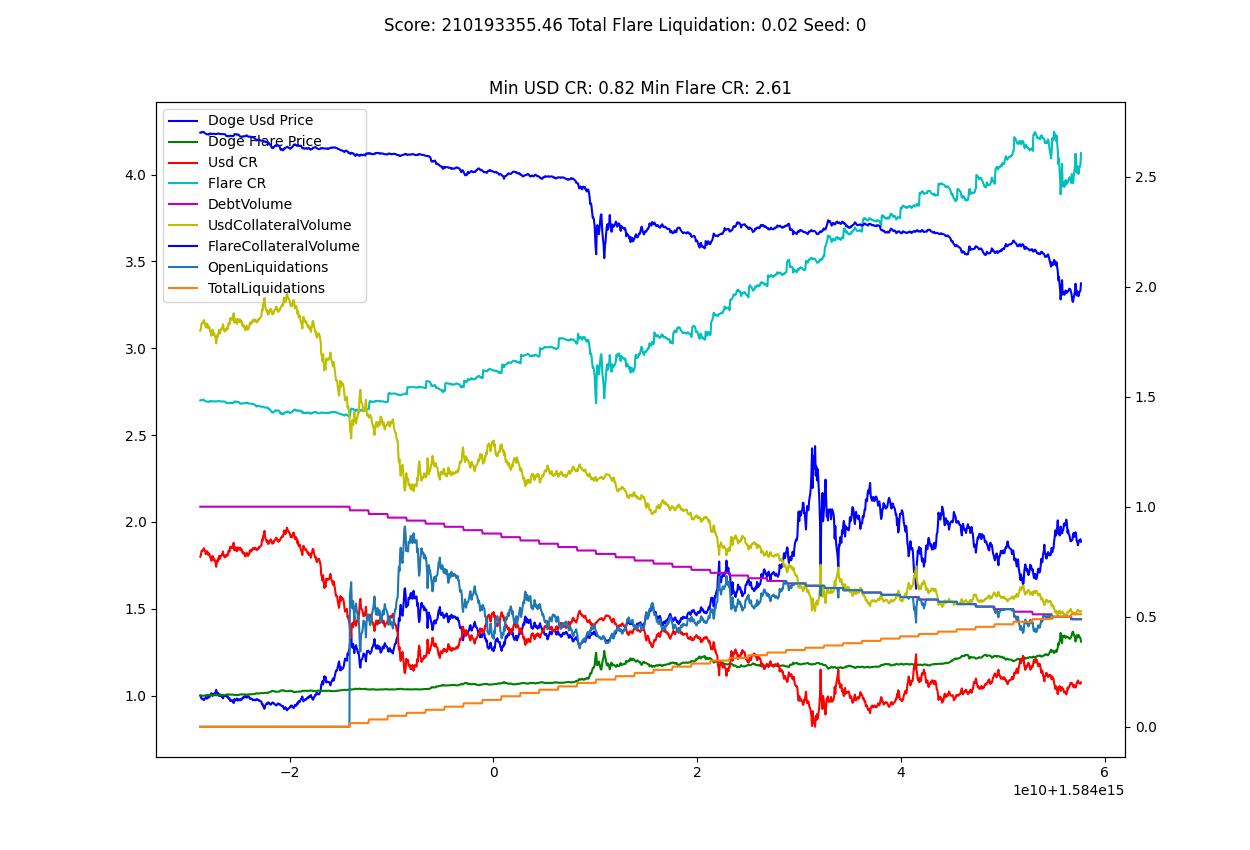 Score: 210193355.46 Total Flare Liquidation: 0.02 Seed: 0
Min USD CR: 0.82 Min Flare CR: 2.61
Doge Usd Price
Doge Flare Price
Usd CR
Flare CR
DebtVolume
UsdCollateralVolume
FlareCollateralVolume
OpenLiquidations
TotalLiquidations
4.0
3.5
3.0
2.5
2.0
1.5
1.0
2.5
2.0
1.5
1.0
0.5
0.0
−2
0
2
4
6
1e10+1.584e15